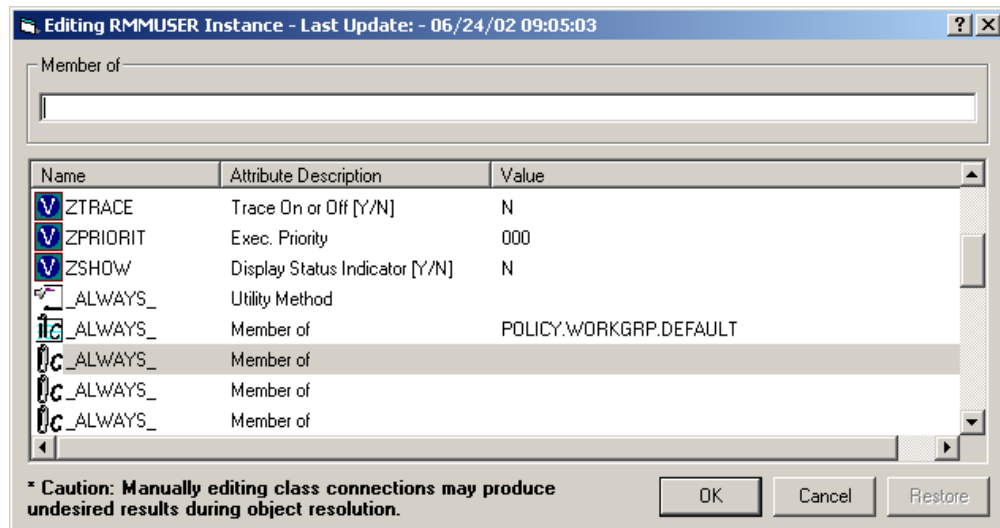 Editing RMMUSER Instance - Last Update: - 06/24/02 09:05:03
Member of
Name Attribute Description Value
V ZTRACE Trace On or Off [Y/N] N
V ZPRIORIT Exec. Priority 000
V ZSHOW Display Status Indicator [Y/N] N
_ALWAYS_ Utility Method
_ALWAYS_ Member of POLICY.WORKGRP.DEFAULT
_ALWAYS_ Member of
_ALWAYS_ Member of
_ALWAYS_ Member of
* Caution: Manually editing class connections may produce
undesired results during object resolution.
OK Cancel Restore